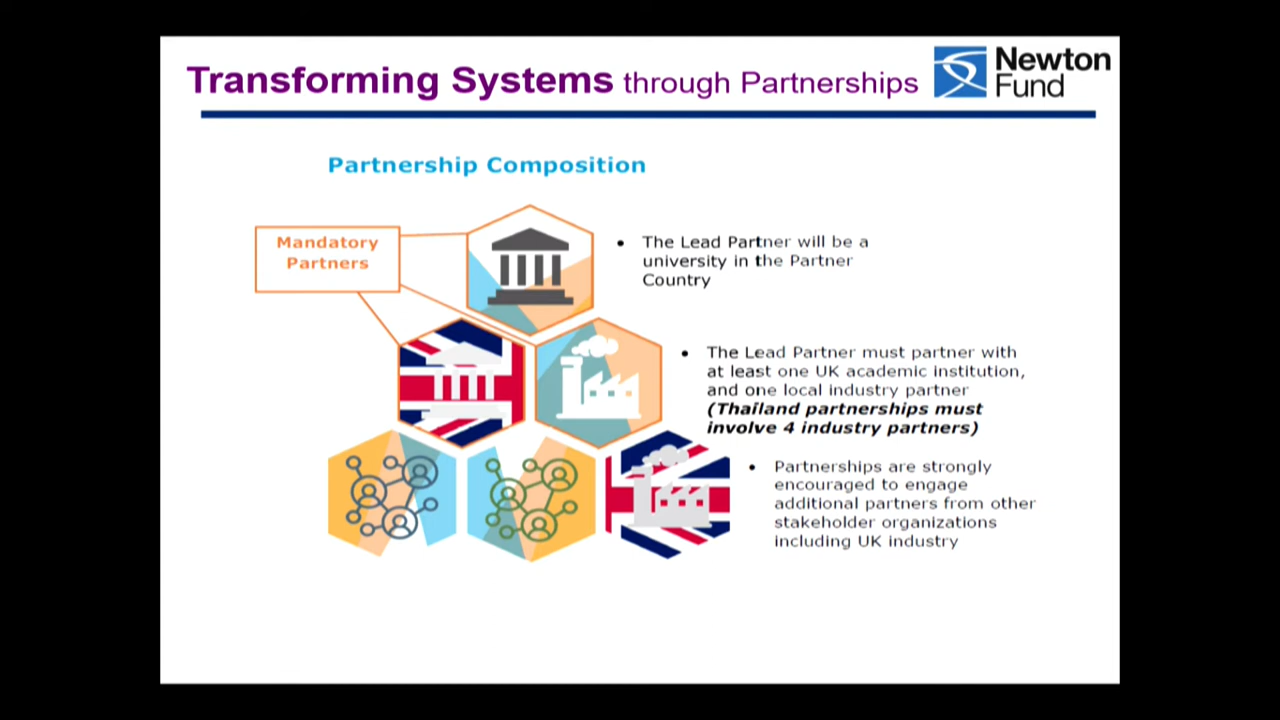 Transforming Systems through Partnerships
Newton
Fund
Partnership Composition
Mandatory
Partners
• The Lead Partner will be a
university in the Partner
Country
• The Lead Partner must partner with
at least one UK academic institution,
and one local industry partner
(Thailand partnerships must
involve 4 industry partners)
• Partnerships are strongly
encouraged to engage
additional partners from other
stakeholder organizations
including UK industry